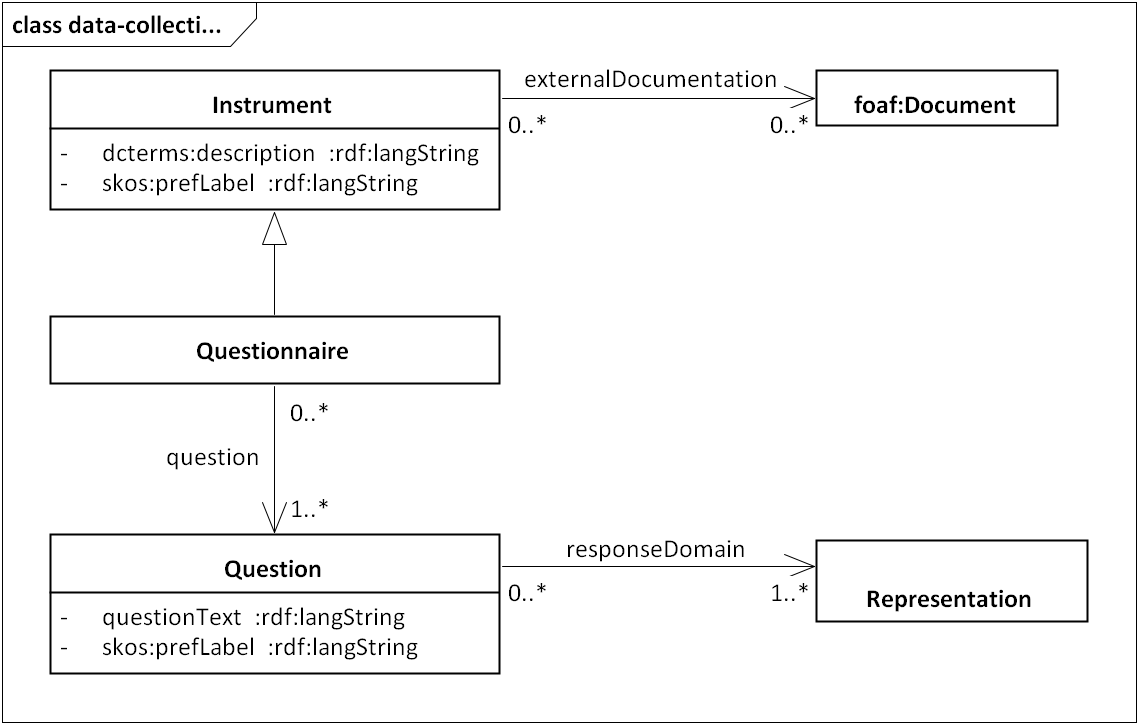 class data-collecti...
Instrument
- dcterms:description :rdf:langString
- skos:prefLabel :rdf:langString
externalDocumentation
0..*
0..*
foaf:Document
Questionnaire
0..*
question
1..*
Question
- questionText :rdf:langString
- skos:prefLabel :rdf:langString
responseDomain
0..*
1..*
Representation